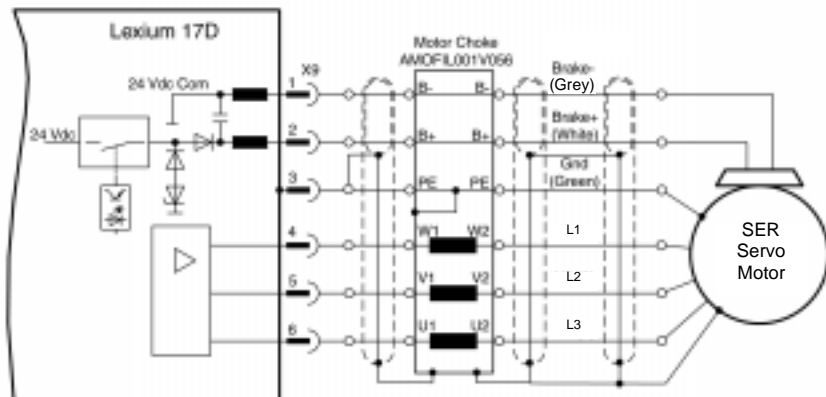 Lexium 17D
Motor Choke
AMOFIL001V056
X9
24 Vdc Com
1
B-
B-
Brake-
(Grey)
24 Vdc
2
B+
B+
Brake+
(White)
3
PE
PE
Gnd
(Green)
4
W1
W2
L1
5
V1
V2
L2
6
U1
U2
L3
SER
Servo
Motor